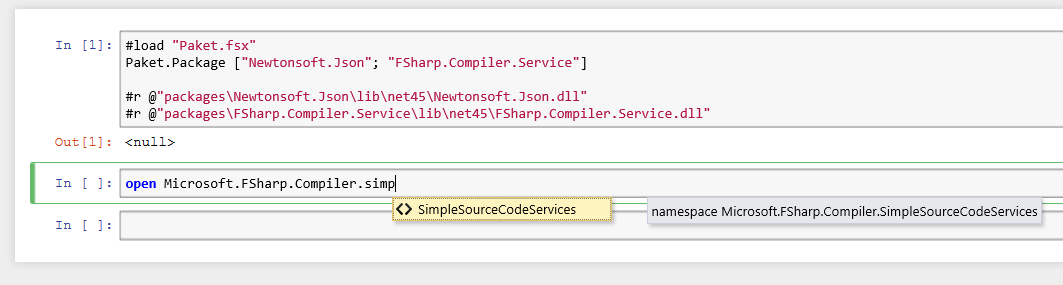 In [1]: #load "Paket.fsx"
Paket.Package ["Newtonsoft.Json"; "FSharp.Compiler.Service"]
#r @"packages\Newtonsoft.Json\lib\net45\Newtonsoft.Json.dll"
#r @"packages\FSharp.Compiler.Service\lib\net45\FSharp.Compiler.Service.dll"
Out[1]: <null>
In [ ]: open Microsoft.FSharp.Compiler.simp
<> SimpleSourceCodeServices namespace Microsoft.FSharp.Compiler.SimpleSourceCodeServices
In [ ]: